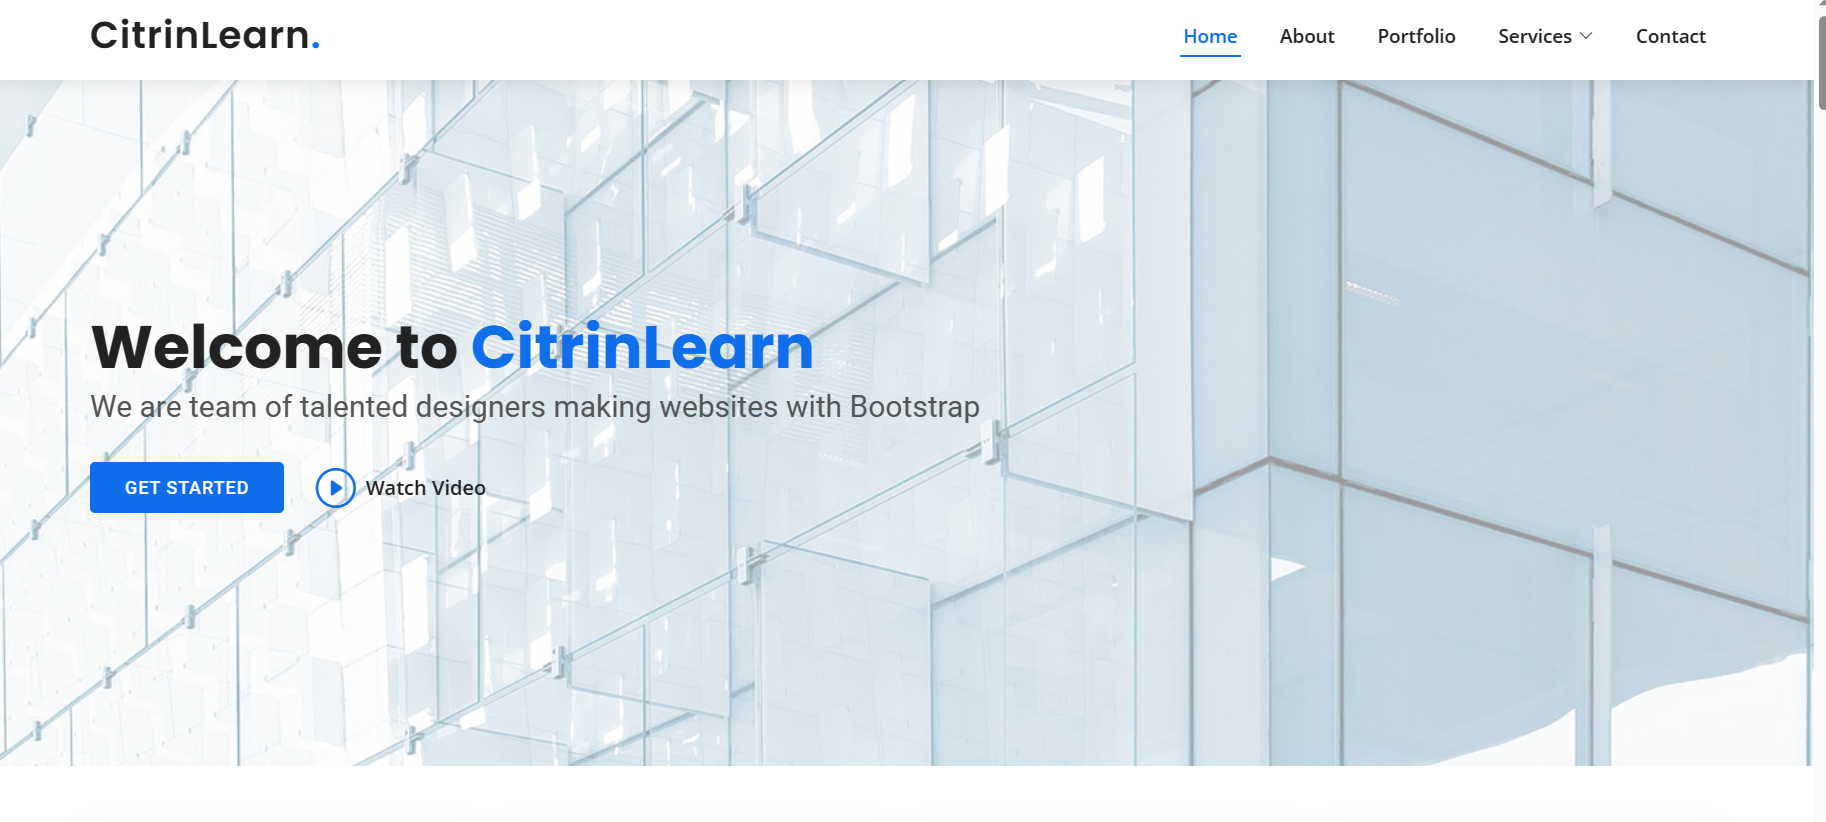 CitrinLearn.
Home About Portfolio Services Contact
Welcome to CitrinLearn
We are team of talented designers making websites with Bootstrap
GET STARTED Watch Video